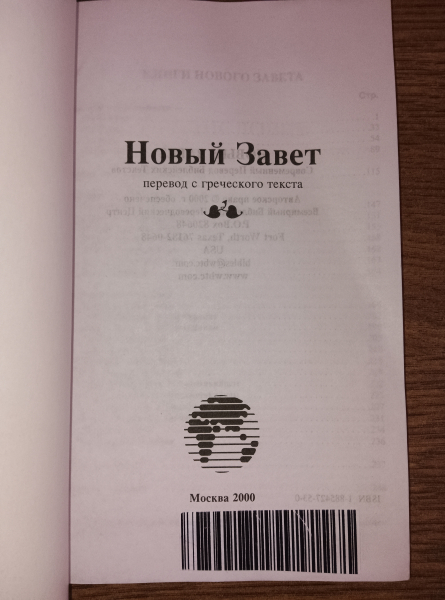 Новый Завет
перевод с греческого текста
Москва 2000